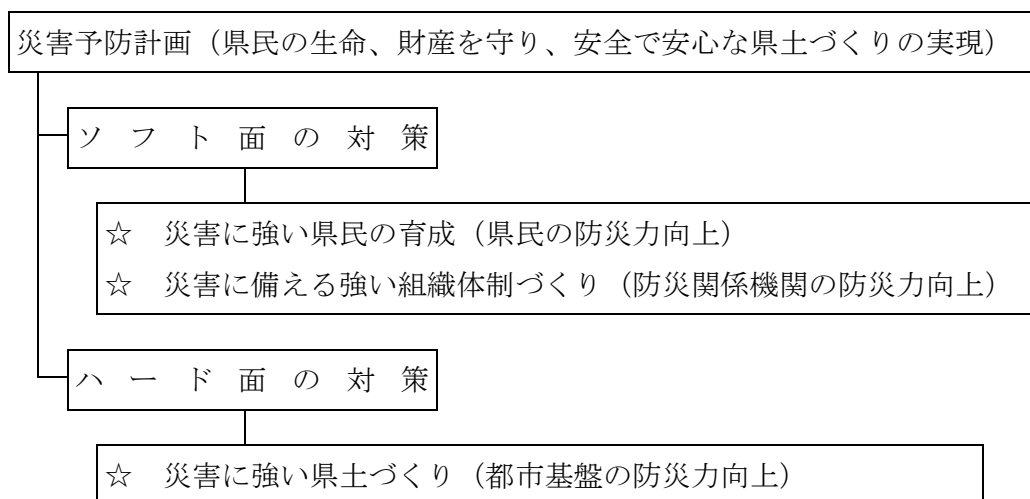 災害予防計画（県民の生命、財産を守り、安全で安心な県土づくりの実現）
ソフト面の対策
☆　災害に強い県民の育成（県民の防災力向上）
☆　災害に備える強い組織体制づくり（防災関係機関の防災力向上）
ハード面の対策
☆　災害に強い県土づくり（都市基盤の防災力向上）